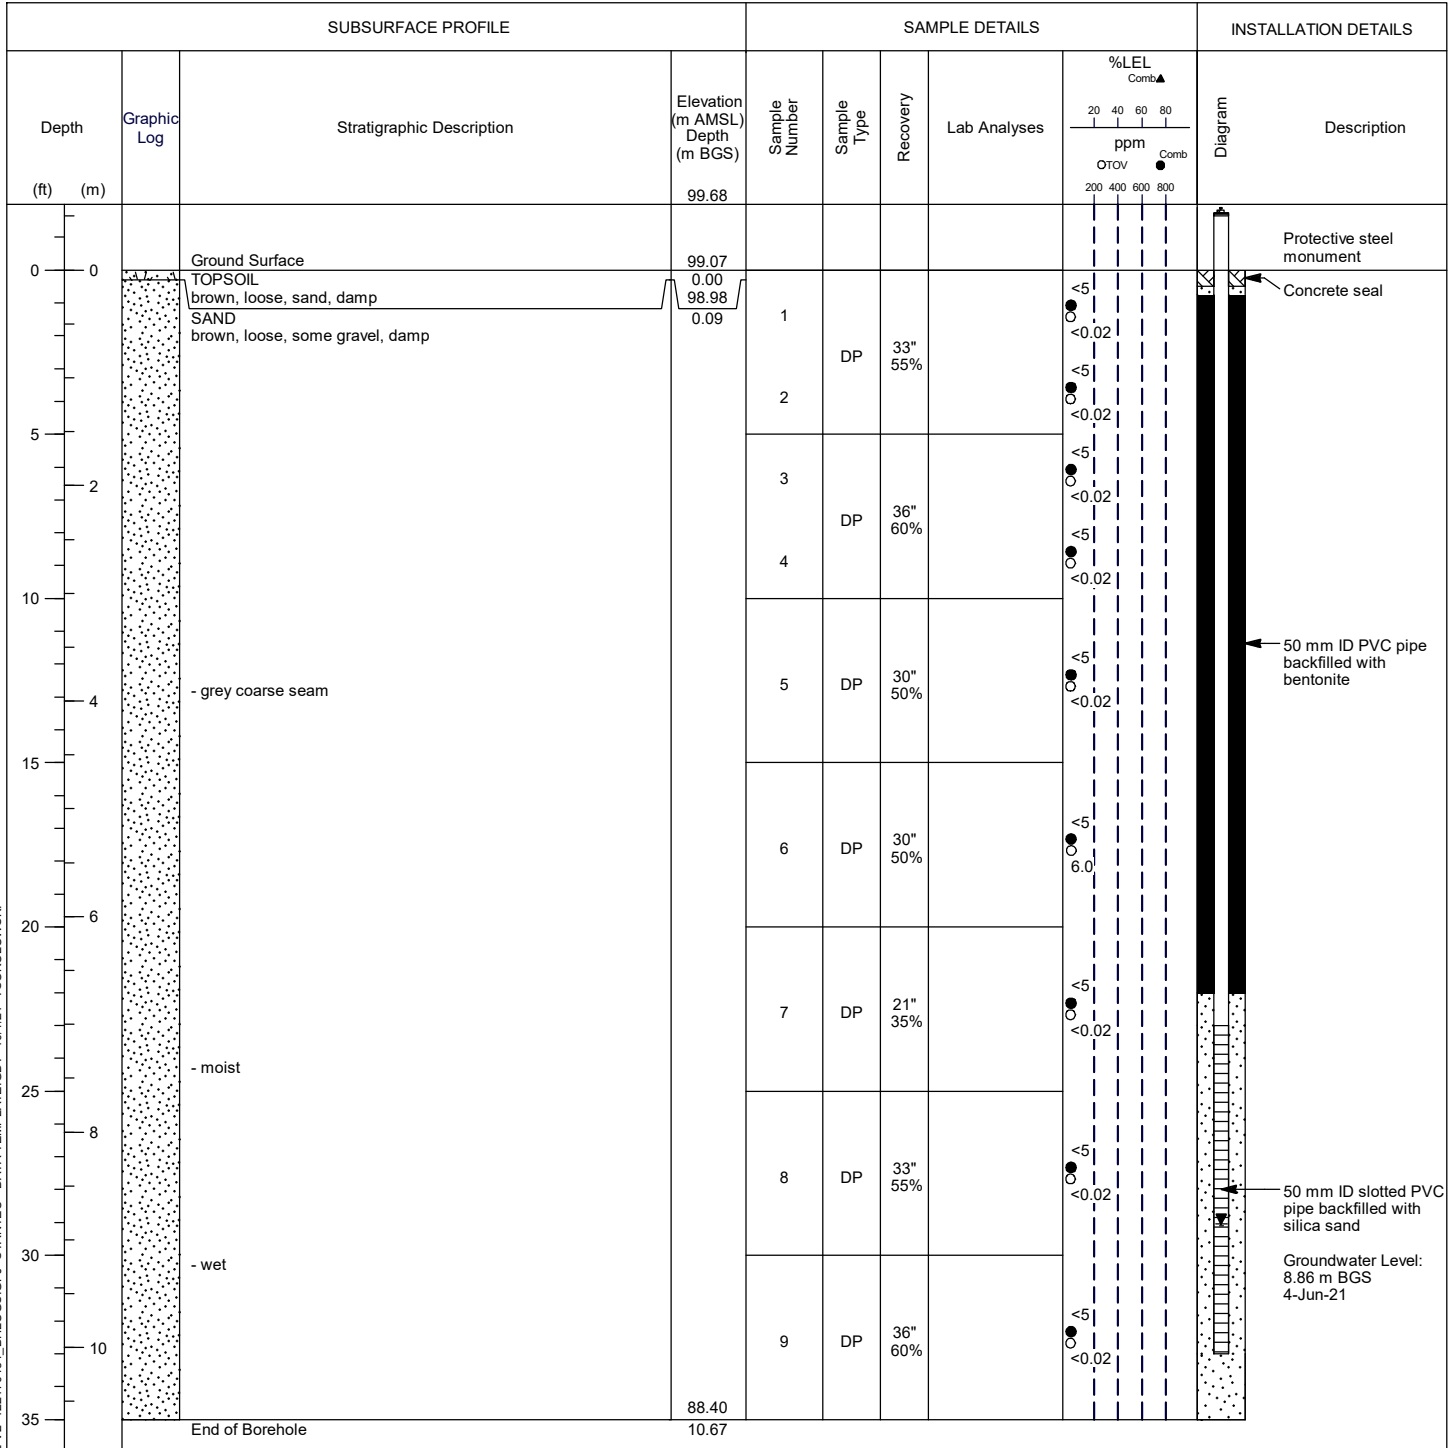 SUBSURFACE PROFILE
SAMPLE DETAILS
INSTALLATION DETAILS
Depth
(ft) (m)
Graphic
Log
Stratigraphic Description
Elevation
(m AMSL)
Depth
(m BGS)
99.68
Sample
Number
Sample
Type
Recovery
Lab Analyses
%LEL
Comb▲
20 40 60 80
ppm
OTOV ● Comb
200 400 600 800
Diagram
Description
Ground Surface 99.07
TOPSOIL 0.00
brown, loose, sand, damp 98.98
SAND 0.09
brown, loose, some gravel, damp
- grey coarse seam
- moist
- wet
88.40
End of Borehole 10.67
0
5
10
15
20
25
30
35
0
2
4
6
8
10
1
2
DP
33"
55%
<5
<0.02
<5
<0.02
3
4
DP
36"
60%
<5
<0.02
<5
<0.02
5 DP
30"
50%
<5
<0.02
6 DP
30"
50%
<5
6.0
7 DP
21"
35%
<5
<0.02
8 DP
33"
55%
<5
<0.02
9 DP
36"
60%
<5
<0.02
Protective steel
monument
Concrete seal
50 mm ID PVC pipe
backfilled with
bentonite
50 mm ID slotted PVC
pipe backfilled with
silica sand
Groundwater Level:
8.86 m BGS
4-Jun-21